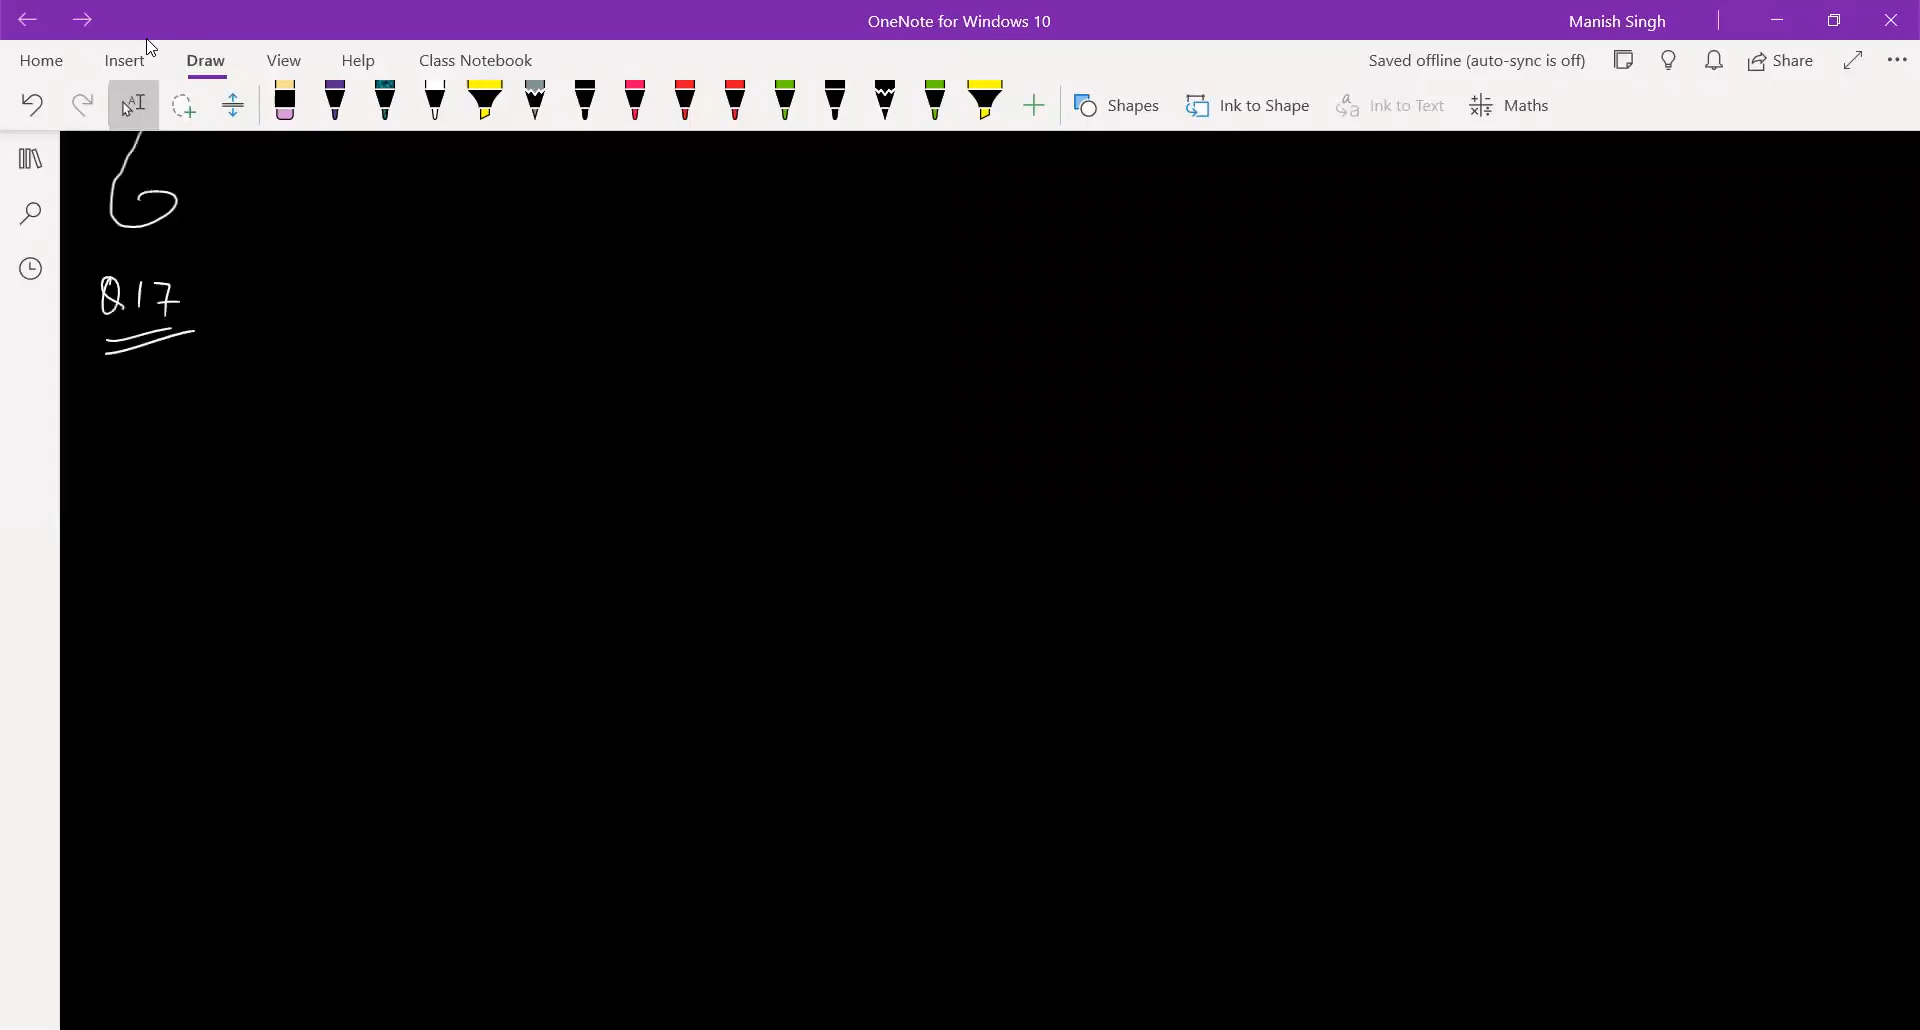 OneNote for Windows 10 Manish Singh
Home Insert Draw View Help Class Notebook Saved offline (auto-sync is off) Share
Shapes Ink to Shape Ink to Text Maths
6
Q.17